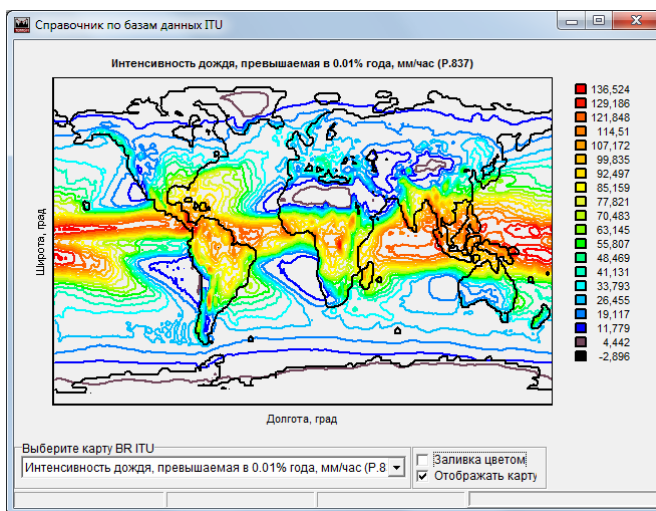 Справочник по базам данных ITU
Интенсивность дождя, превышаемая в 0.01% года, мм/час (P.837)
136,524
129,186
121,848
114,51
107,172
99,835
92,497
85,159
77,821
70,483
63,145
55,807
48,469
41,131
33,793
26,455
19,117
11,779
4,442
-2,896
Широта, град
Долгота, град
Выберите карту BR ITU
Интенсивность дождя, превышаемая в 0.01% года, мм/час (P.8
Заливка цветом
Отображать карту